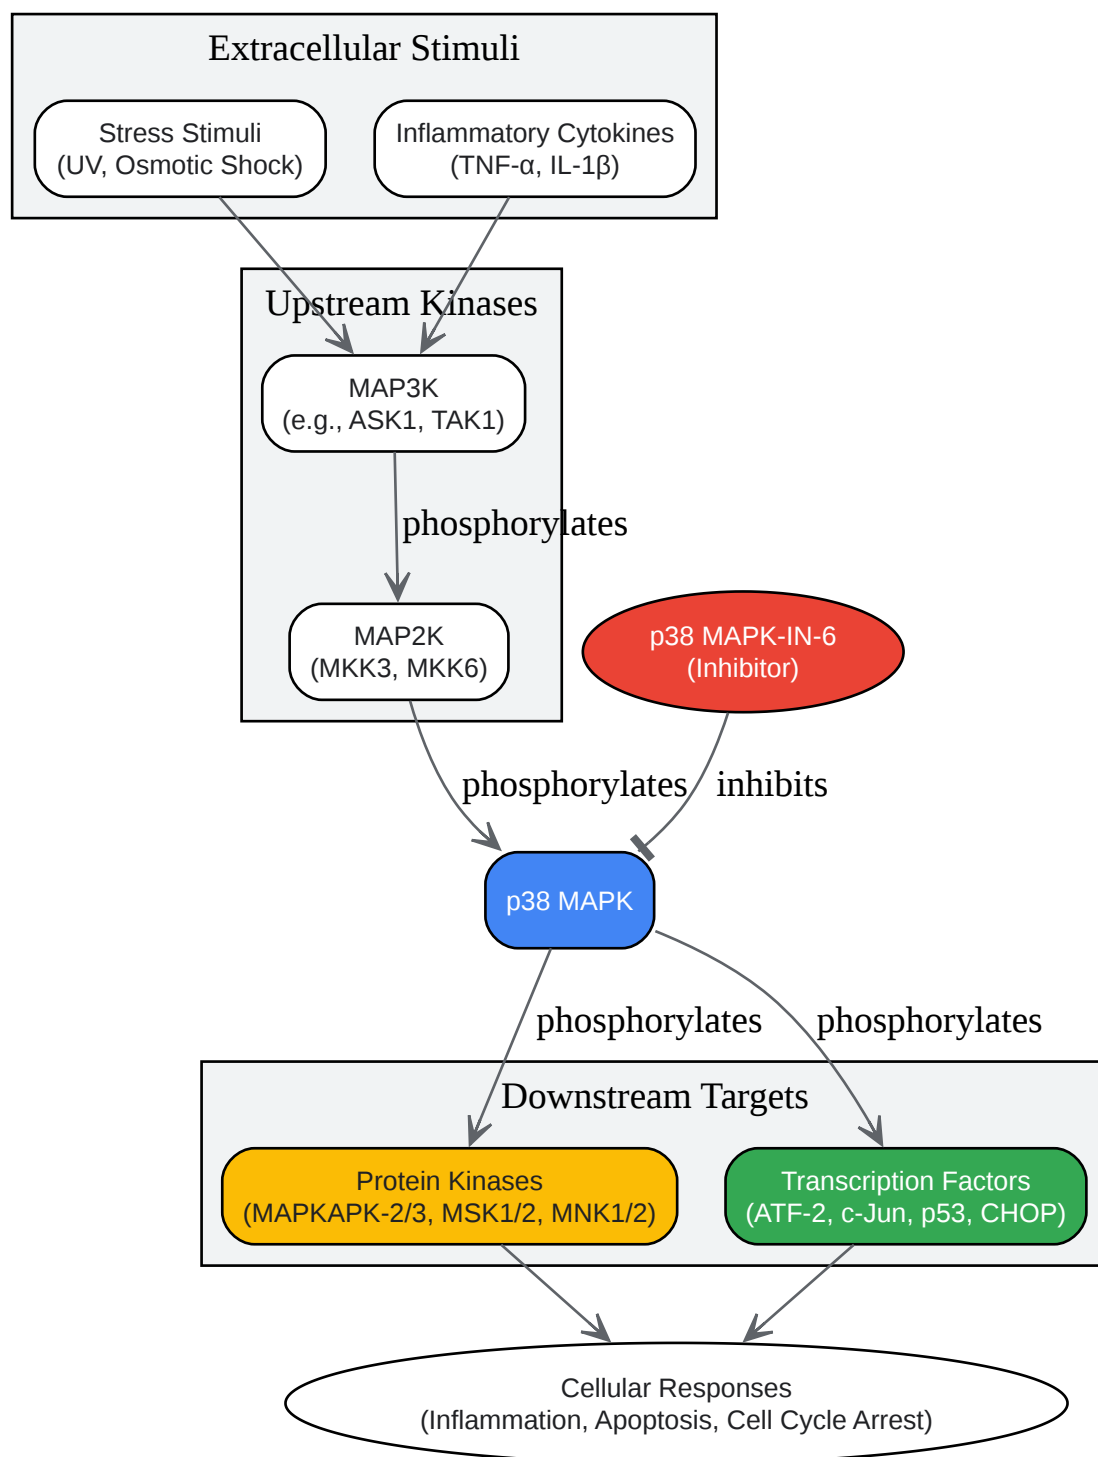 Extracellular Stimuli
Stress Stimuli
(UV, Osmotic Shock)
Inflammatory Cytokines
(TNF-α, IL-1β)
Upstream Kinases
MAP3K
(e.g., ASK1, TAK1)
phosphorylates
MAP2K
(MKK3, MKK6)
p38 MAPK-IN-6
(Inhibitor)
phosphorylates
inhibits
p38 MAPK
phosphorylates
phosphorylates
Downstream Targets
Protein Kinases
(MAPKAPK-2/3, MSK1/2, MNK1/2)
Transcription Factors
(ATF-2, c-Jun, p53, CHOP)
Cellular Responses
(Inflammation, Apoptosis, Cell Cycle Arrest)